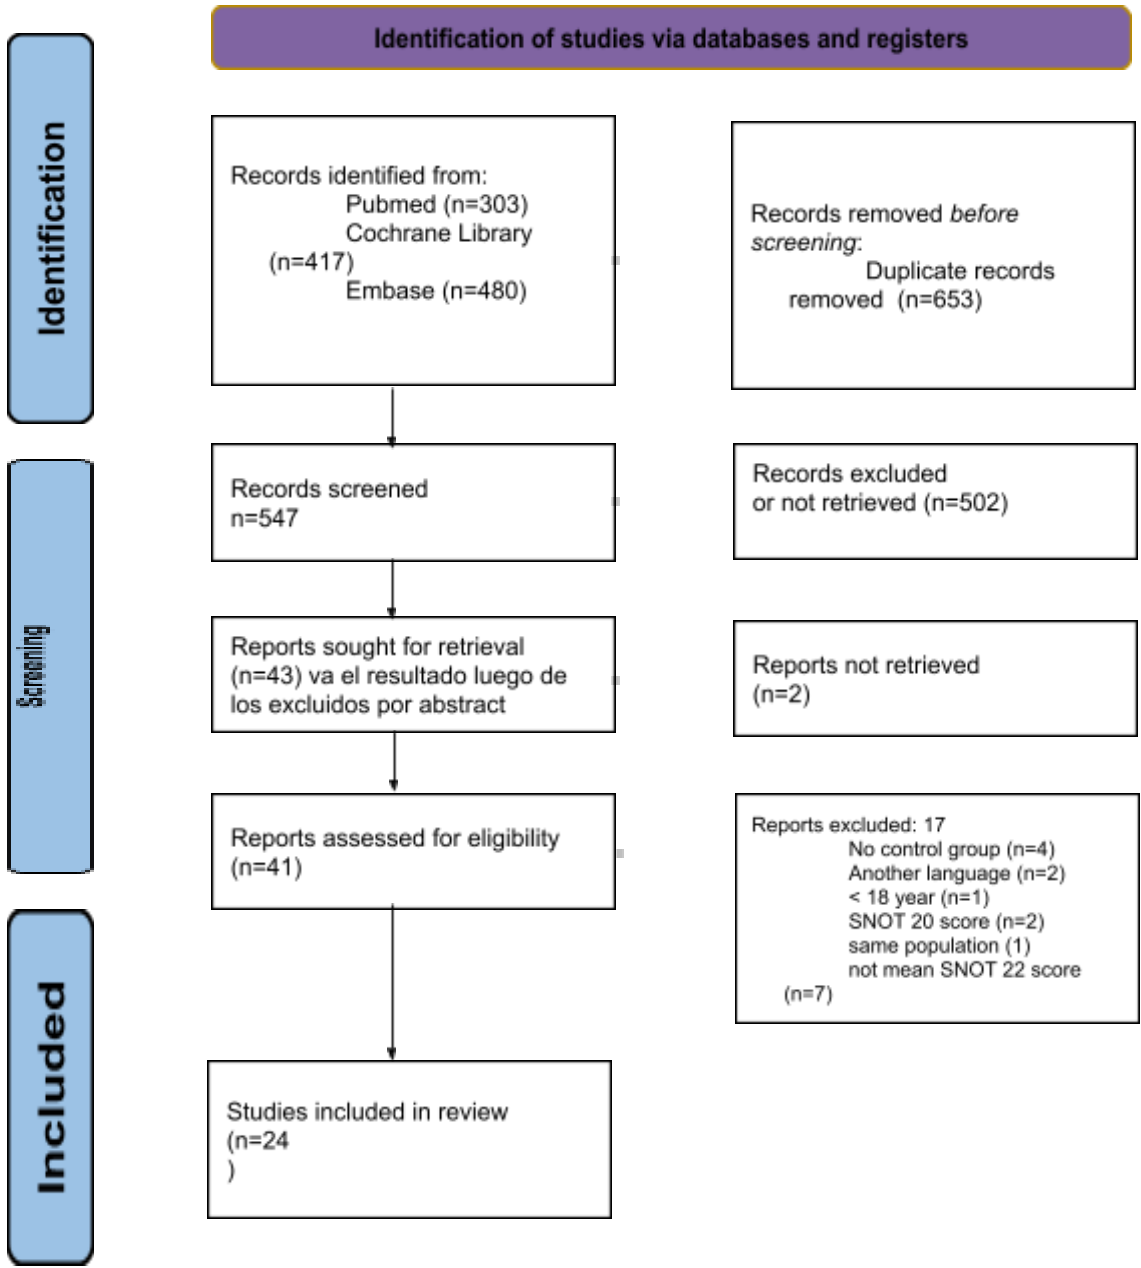 Identification of studies via databases and registers
Identification
Records identified from:
Pubmed (n=303)
Cochrane Library
(n=417)
Embase (n=480)
Records removed before
screening:
Duplicate records
removed (n=653)
Screening
Records screened
n=547
Records excluded
or not retrieved (n=502)
Reports sought for retrieval
(n=43) va el resultado luego de
los excluidos por abstract
Reports not retrieved
(n=2)
Reports assessed for eligibility
(n=41)
Reports excluded: 17
No control group (n=4)
Another language (n=2)
< 18 year (n=1)
SNOT 20 score (n=2)
same population (1)
not mean SNOT 22 score
(n=7)
Included
Studies included in review
(n=24
)